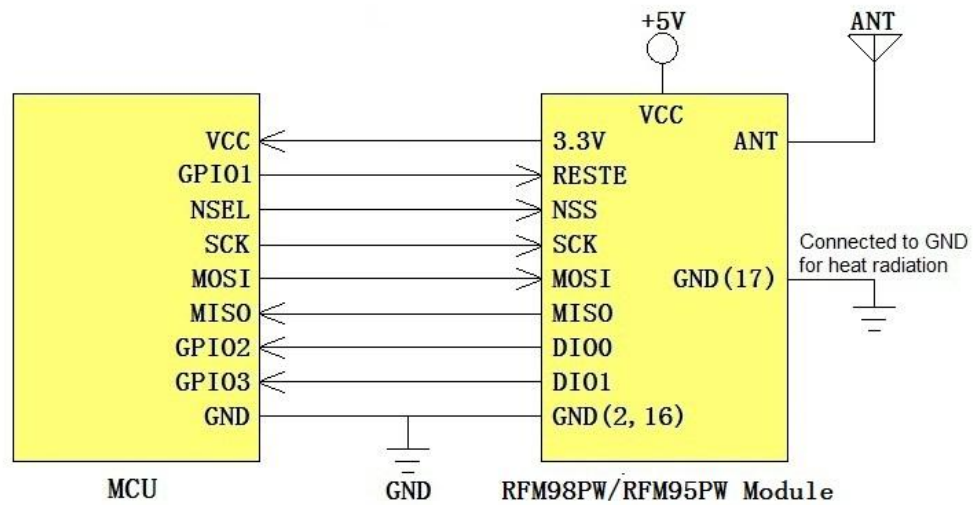 +5V
ANT
VCC
VCC
3.3V
ANT
GPIO1
RESTE
NSEL
NSS
SCK
SCK
Connected to GND
for heat radiation
MOSI
MOSI
GND(17)
MISO
MISO
GPIO2
DIO0
GPIO3
DIO1
GND
GND(2,16)
MCU
GND
RFM98PW/RFM95PW Module